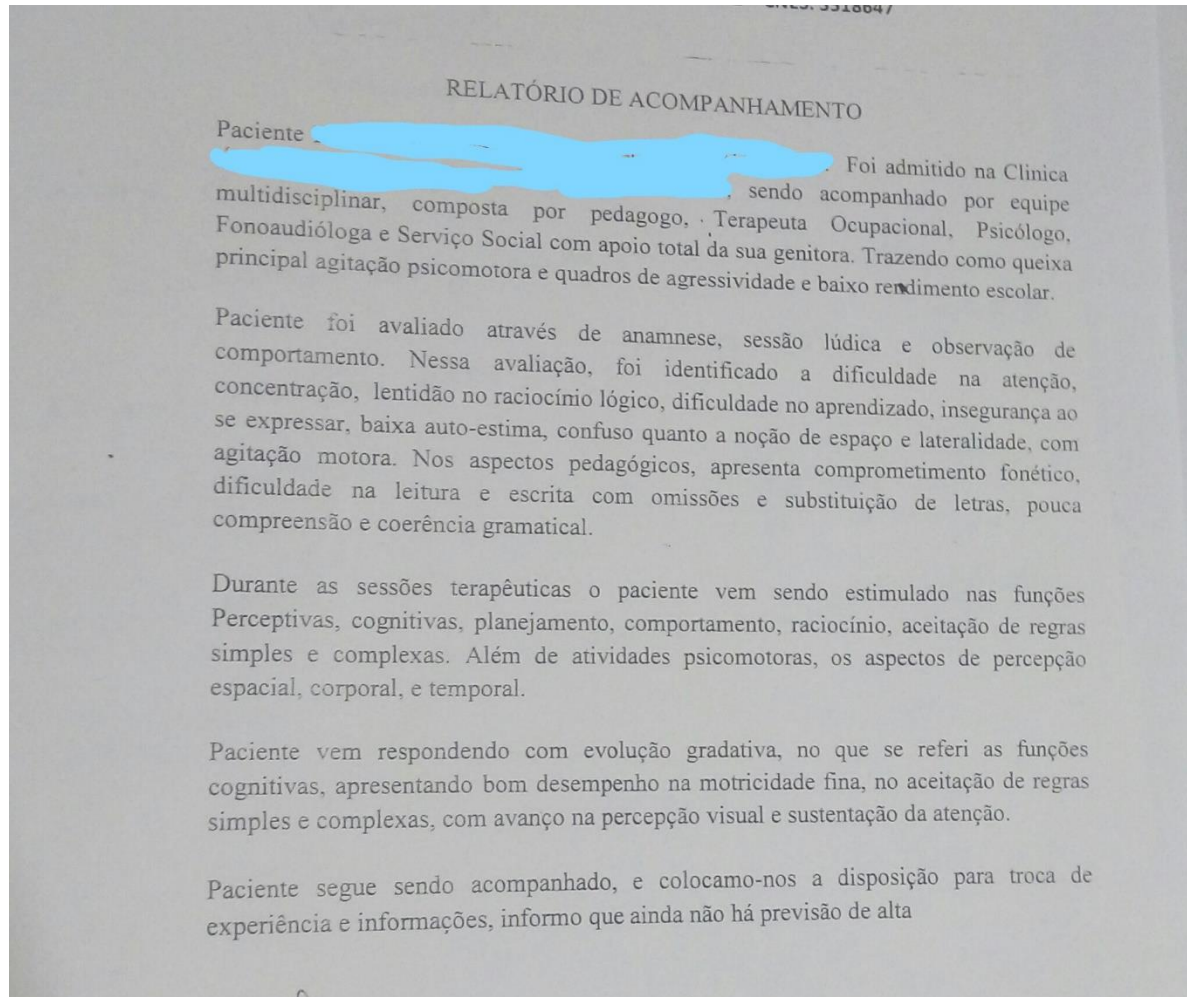 RELATÓRIO DE ACOMPANHAMENTO
Paciente
. Foi admitido na Clinica
, sendo acompanhado por equipe
multidisciplinar, composta por pedagogo, Terapeuta Ocupacional, Psicólogo,
Fonoaudióloga e Serviço Social com apoio total da sua genitora. Trazendo como queixa
principal agitação psicomotora e quadros de agressividade e baixo rendimento escolar.
Paciente foi avaliado através de anamnese, sessão lúdica e observação de
comportamento. Nessa avaliação, foi identificado a dificuldade na atenção,
concentração, lentidão no raciocínio lógico, dificuldade no aprendizado, insegurança ao
se expressar, baixa auto-estima, confuso quanto a noção de espaço e lateralidade, com
agitação motora. Nos aspectos pedagógicos, apresenta comprometimento fonético,
dificuldade na leitura e escrita com omissões e substituição de letras, pouca
compreensão e coerência gramatical.
Durante as sessões terapêuticas o paciente vem sendo estimulado nas funções
Perceptivas, cognitivas, planejamento, comportamento, raciocínio, aceitação de regras
simples e complexas. Além de atividades psicomotoras, os aspectos de percepção
espacial, corporal, e temporal.
Paciente vem respondendo com evolução gradativa, no que se referi as funções
cognitivas, apresentando bom desempenho na motricidade fina, no aceitação de regras
simples e complexas, com avanço na percepção visual e sustentação da atenção.
Paciente segue sendo acompanhado, e colocamo-nos a disposição para troca de
experiência e informações, informo que ainda não há previsão de alta